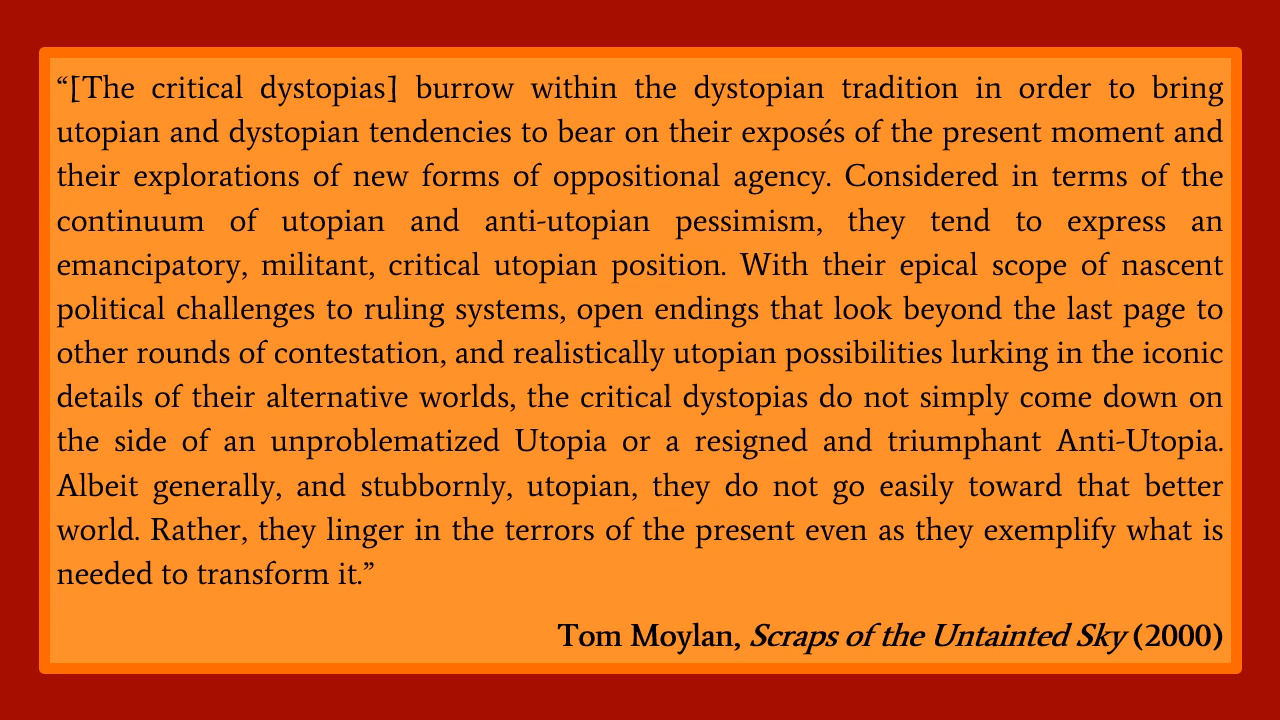 “[The critical dystopias] burrow within the dystopian tradition in order to bring
utopian and dystopian tendencies to bear on their exposés of the present moment and
their explorations of new forms of oppositional agency. Considered in terms of the
continuum of utopian and anti-utopian pessimism, they tend to express an
emancipatory, militant, critical utopian position. With their epical scope of nascent
political challenges to ruling systems, open endings that look beyond the last page to
other rounds of contestation, and realistically utopian possibilities lurking in the iconic
details of their alternative worlds, the critical dystopias do not simply come down on
the side of an unproblematized Utopia or a resigned and triumphant Anti-Utopia.
Albeit generally, and stubbornly, utopian, they do not go easily toward that better
world. Rather, they linger in the terrors of the present even as they exemplify what is
needed to transform it.”
Tom Moylan, Scraps of the Untainted Sky (2000)